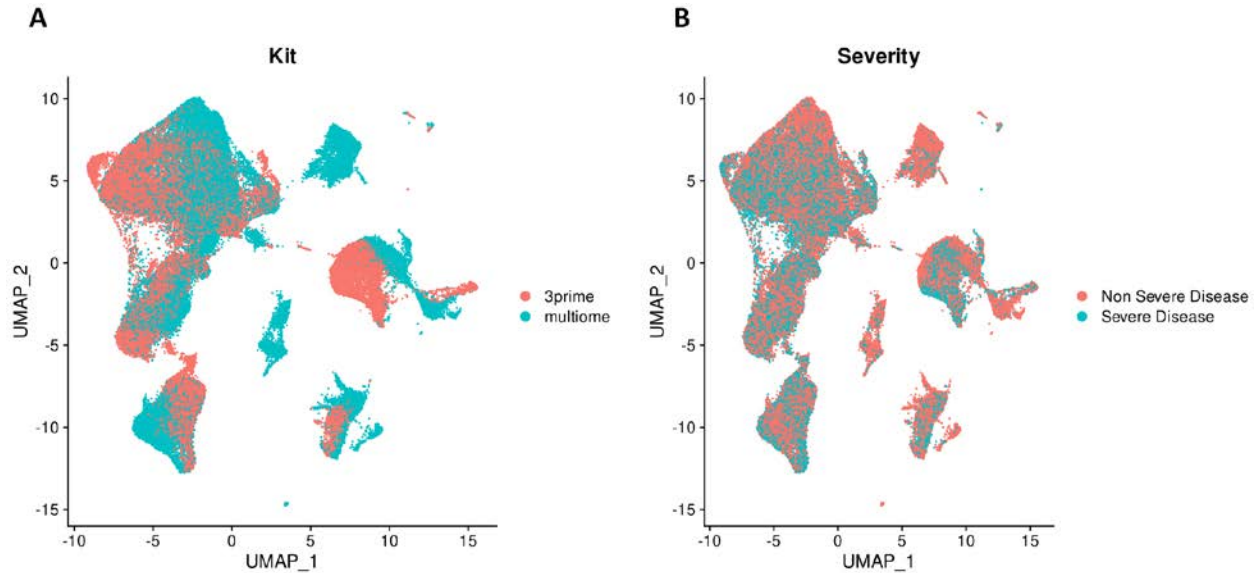 A
Kit
10
5
0
-5
-10
-15
UMAP_2
-10 -5 0 5 10 15
UMAP_1
3prime
multiome
B
Severity
10
5
0
-5
-10
-15
UMAP_2
-10 -5 0 5 10 15
UMAP_1
Non Severe Disease
Severe Disease